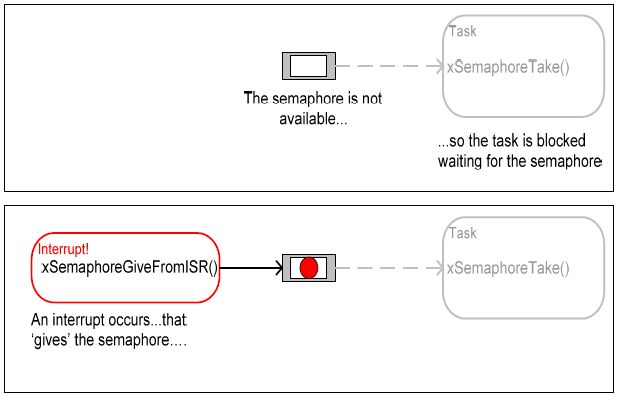 Task
xSemaphoreTake()
The semaphore is not
available...
...so the task is blocked
waiting for the semaphore
Interrupt!
xSemaphoreGiveFromISR()
An interrupt occurs...that
'gives' the semaphore....
Task
xSemaphoreTake()